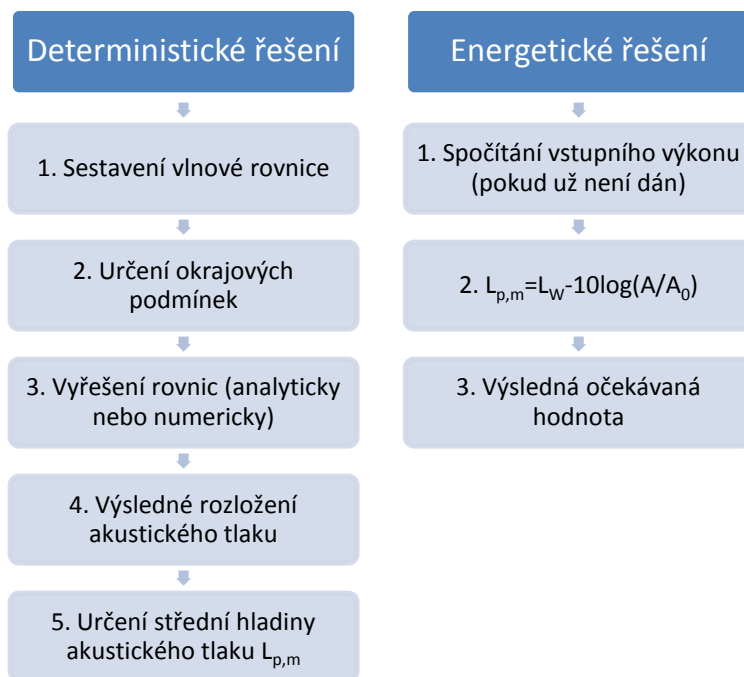 Deterministické řešení
1. Sestavení vlnové rovnice
2. Určení okrajových
podmínek
3. Vyřešení rovnic (analyticky
nebo numericky)
4. Výsledné rozložení
akustického tlaku
5. Určení střední hladiny
akustického tlaku Lp,m
Energetické řešení
1. Spočítání vstupního výkonu
(pokud už není dán)
2. Lp,m=LW-10log(A/A0)
3. Výsledná očekávaná
hodnota